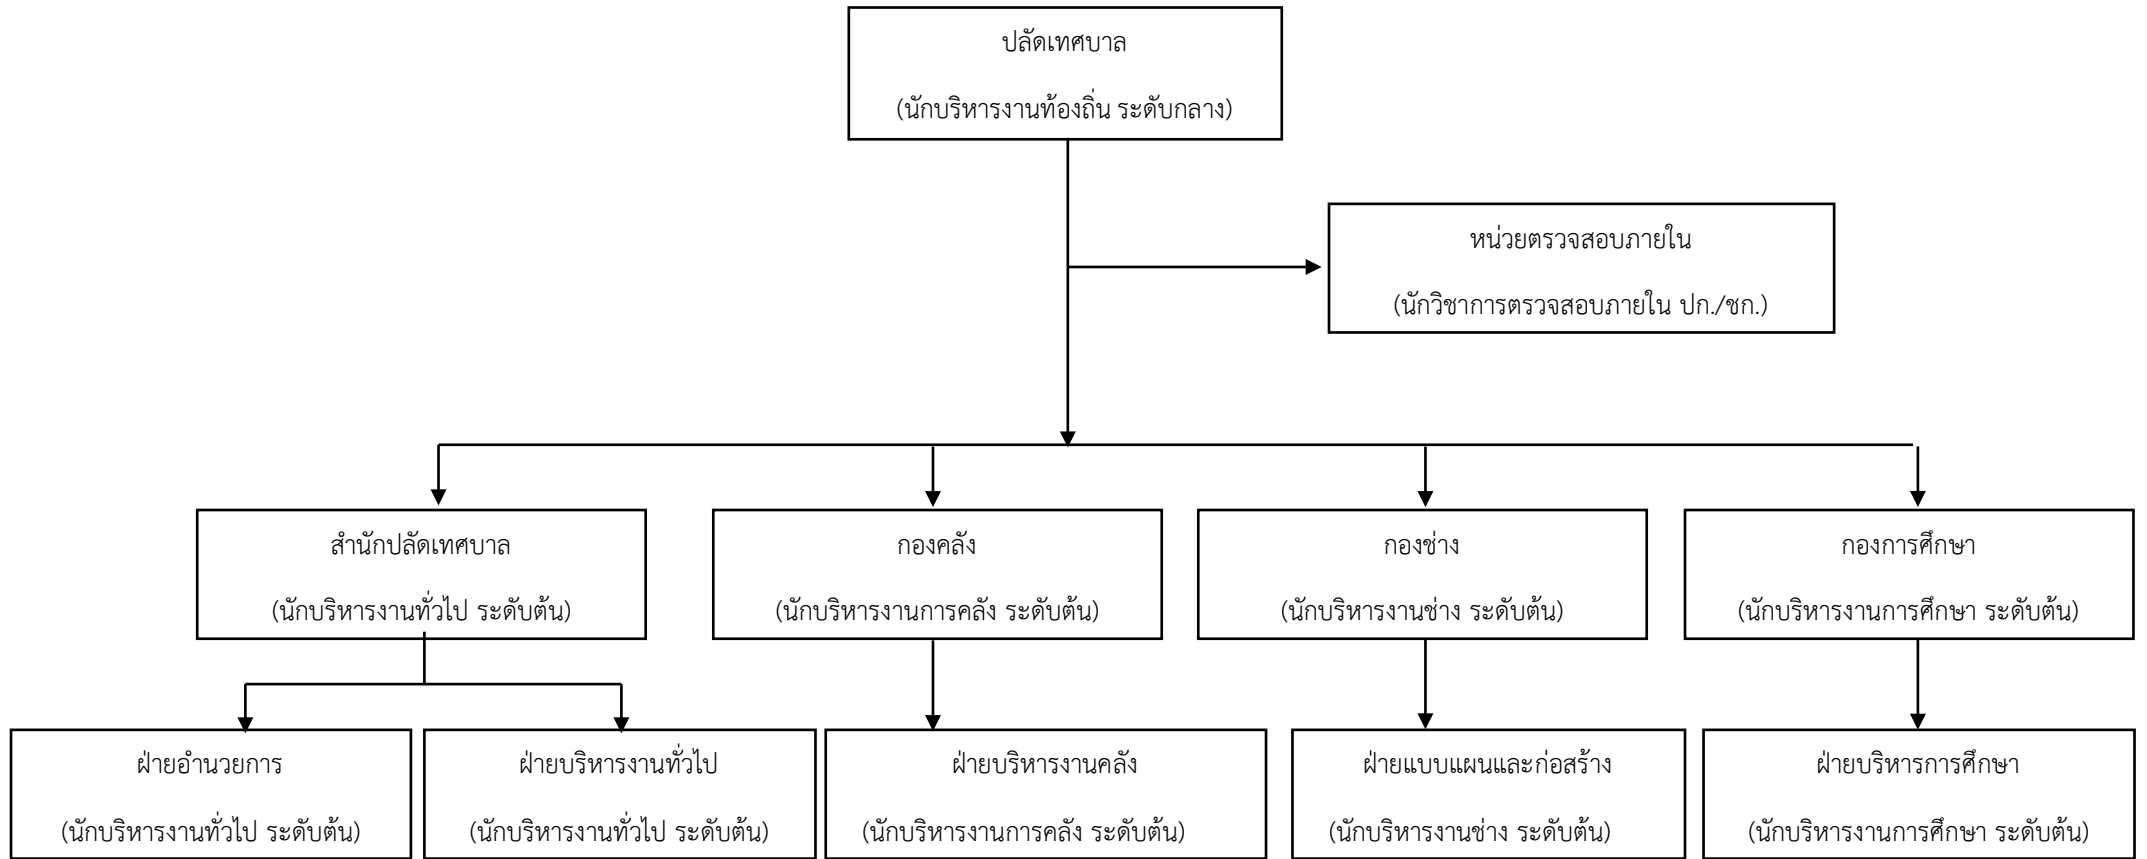 ปลัดเทศบาล
(นักบริหารงานท้องถิ่น ระดับกลาง)
หน่วยตรวจสอบภายใน
(นักวิชาการตรวจสอบภายใน ปก./ชก.)
สำนักปลัดเทศบาล
(นักบริหารงานทั่วไป ระดับต้น)
กองคลัง
(นักบริหารงานการคลัง ระดับต้น)
กองช่าง
(นักบริหารงานช่าง ระดับต้น)
กองการศึกษา
(นักบริหารงานการศึกษา ระดับต้น)
ฝ่ายอำนวยการ
(นักบริหารงานทั่วไป ระดับต้น)
ฝ่ายบริหารงานทั่วไป
(นักบริหารงานทั่วไป ระดับต้น)
ฝ่ายบริหารงานคลัง
(นักบริหารงานการคลัง ระดับต้น)
ฝ่ายแบบแผนและก่อสร้าง
(นักบริหารงานช่าง ระดับต้น)
ฝ่ายบริหารการศึกษา
(นักบริหารงานการศึกษา ระดับต้น)